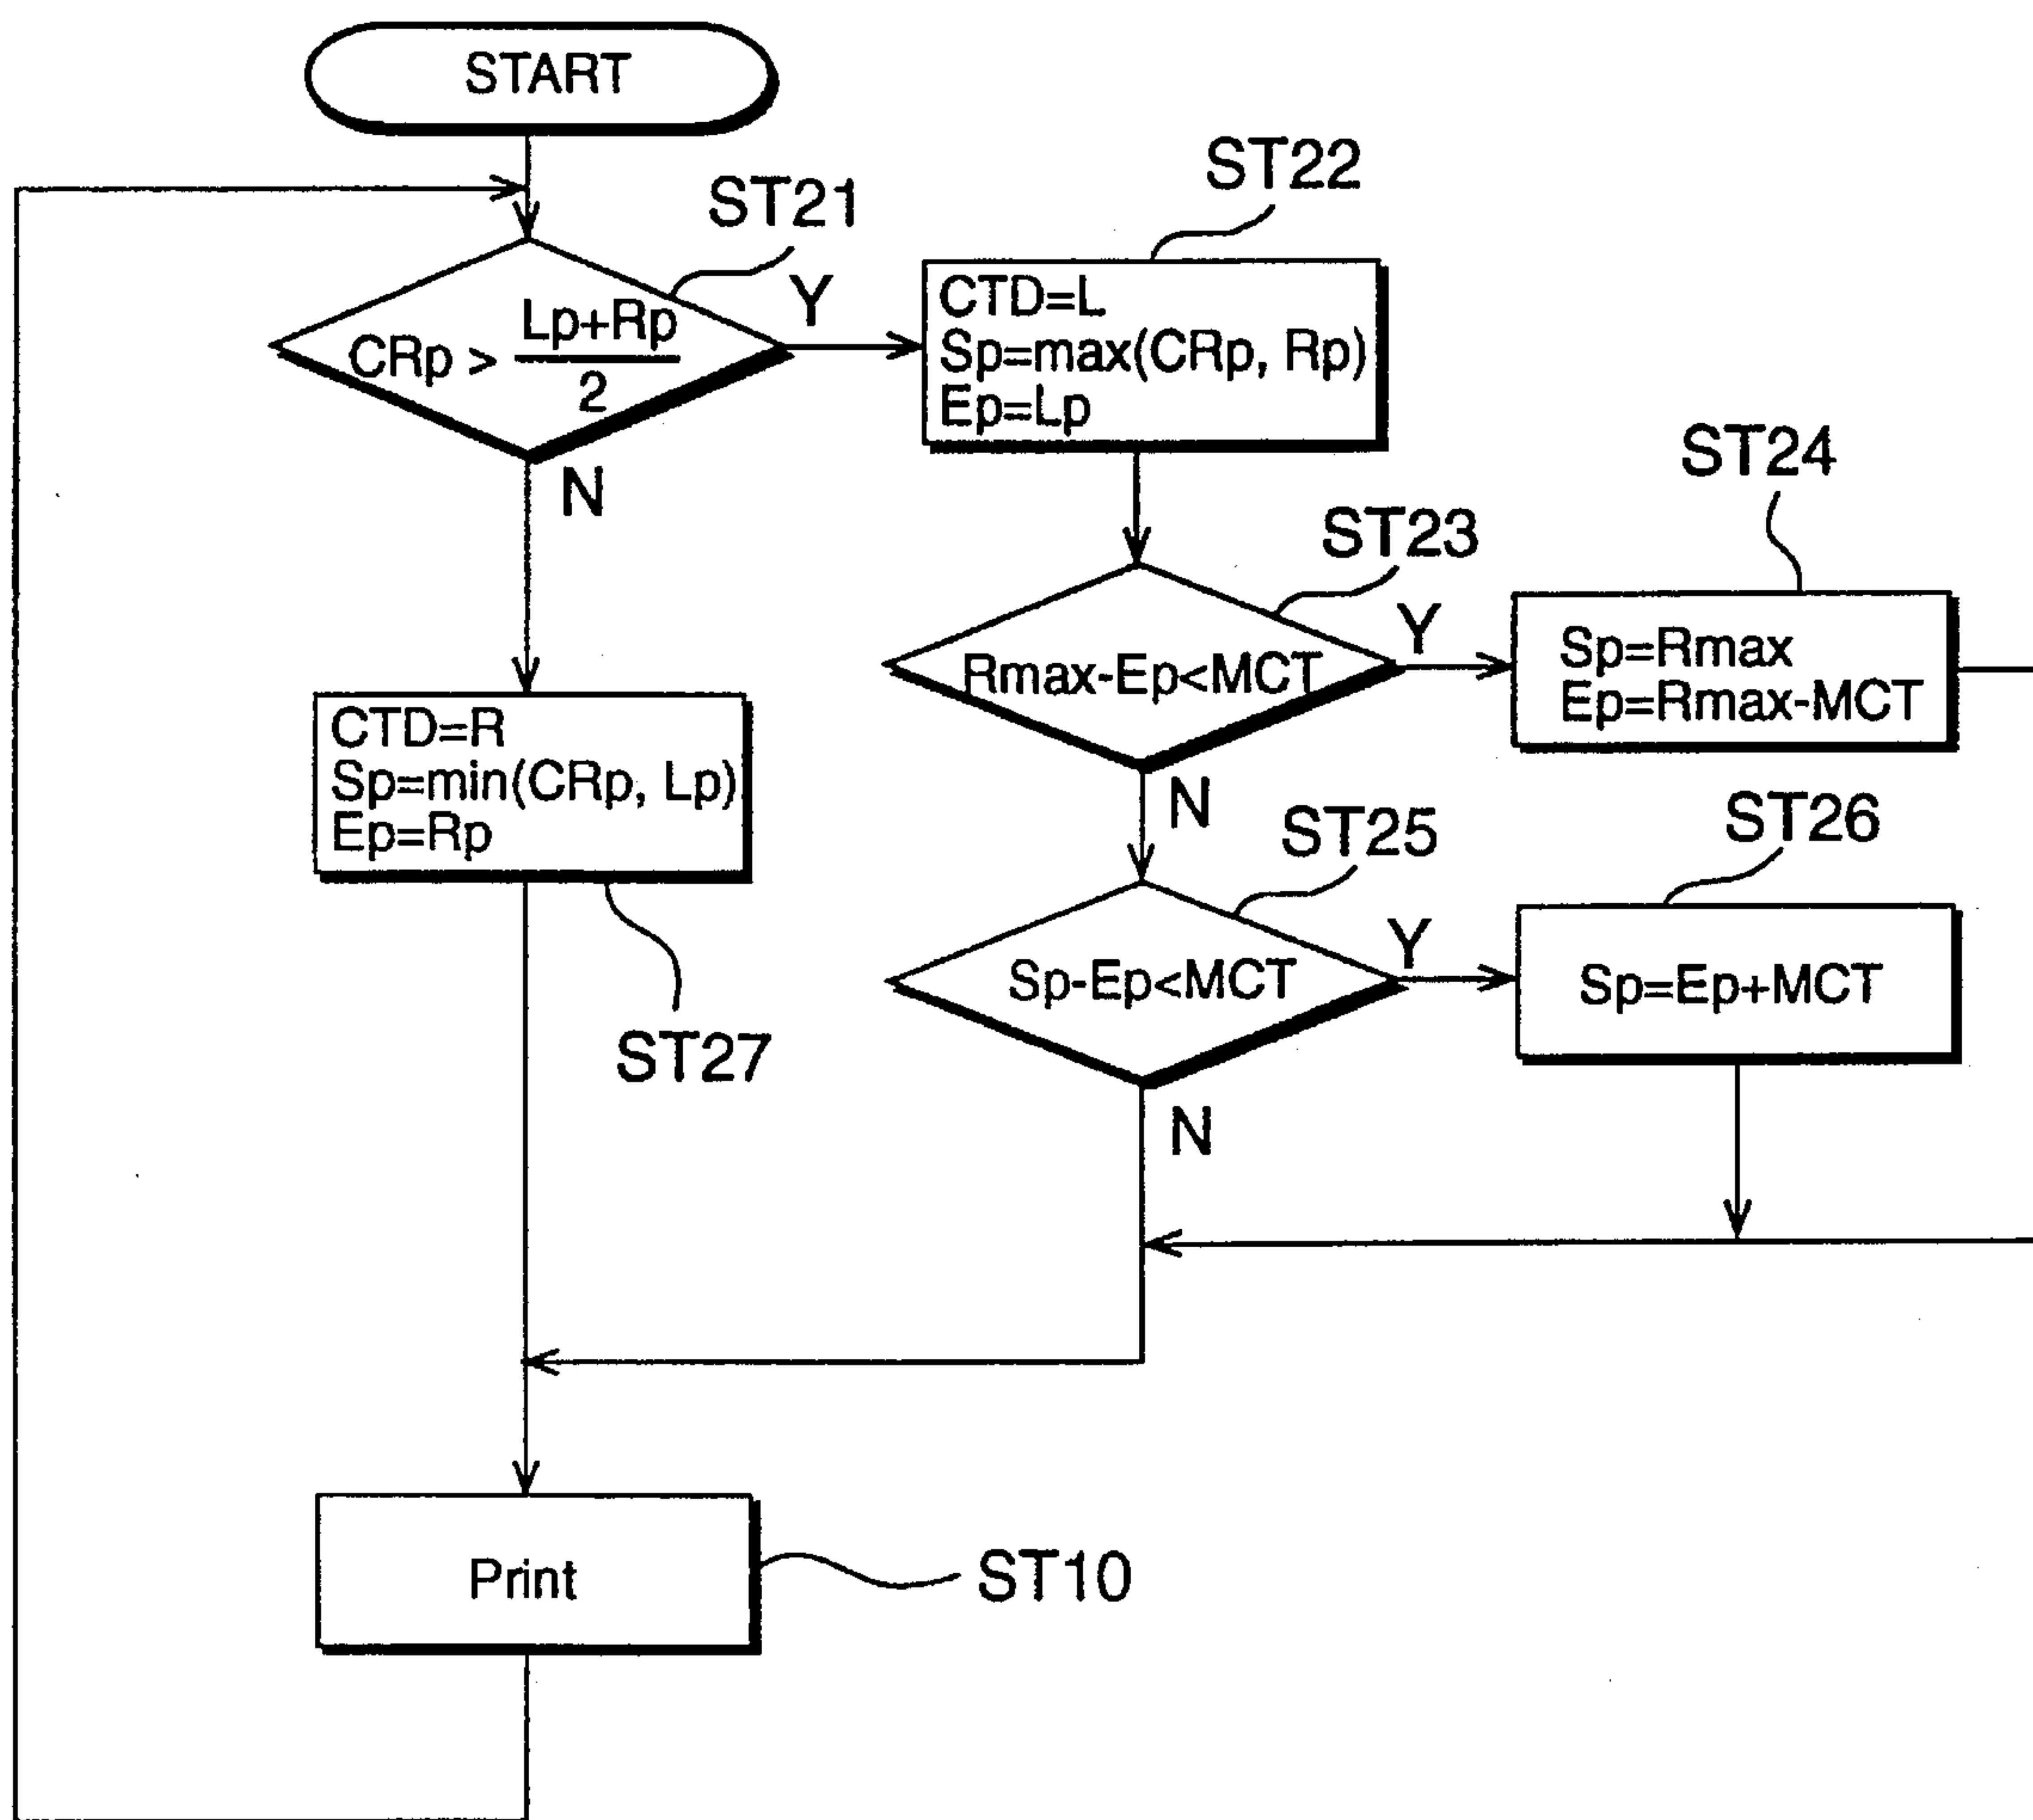 START
ST21
CRp > Lp+Rp
2
Y
N
ST22
CTD=L
Sp=max(CRp, Rp)
Ep=Lp
ST23
Rmax-Ep<MCT
Y
N
ST24
Sp=Rmax
Ep=Rmax-MCT
ST25
Sp-Ep<MCT
Y
N
ST26
Sp=Ep+MCT
CTD=R
Sp=min(CRp, Lp)
Ep=Rp
ST27
Print
ST10